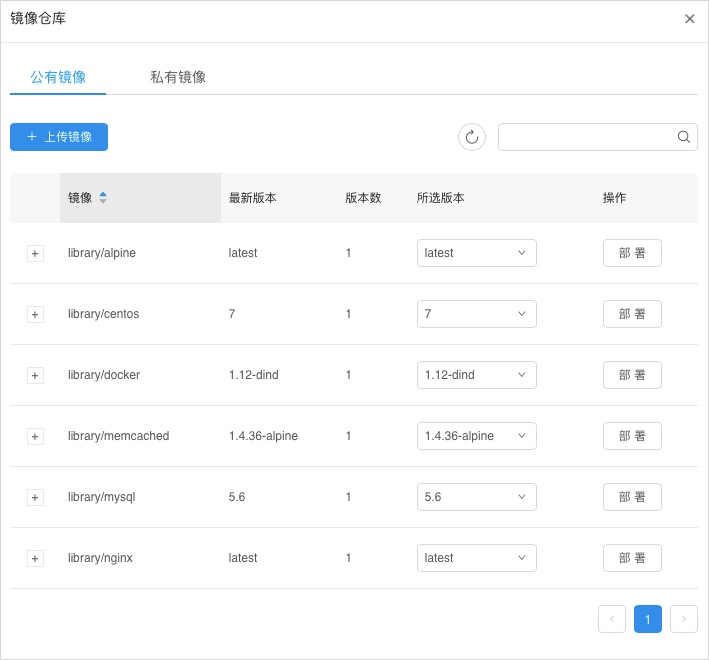 镜像仓库
公有镜像 私有镜像
上传镜像
镜像 最新版本 版本数 所选版本 操作
library/alpine latest 1 latest 部 署
library/centos 7 1 7 部 署
library/docker 1.12-dind 1 1.12-dind 部 署
library/memcached 1.4.36-alpine 1 1.4.36-alpine 部 署
library/mysql 5.6 1 5.6 部 署
library/nginx latest 1 latest 部 署
1